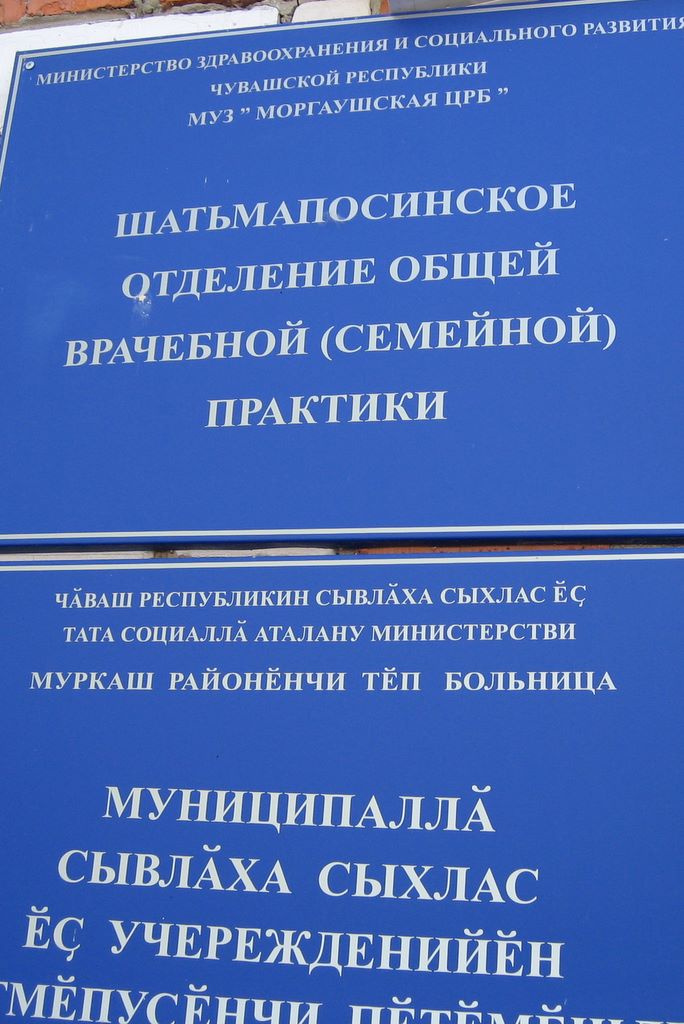 МИНИСТЕРСТВО ЗДРАВООХРАНЕНИЯ И СОЦИАЛЬНОГО РАЗВИТИЯ
ЧУВАШСКОЙ РЕСПУБЛИКИ
МУЗ ” МОРГАУШСКАЯ ЦРБ ”
ШАТЬМАПОСИНСКОЕ
ОТДЕЛЕНИЕ ОБЩЕЙ
ВРАЧЕБНОЙ (СЕМЕЙНОЙ)
ПРАКТИКИ
ЧӐВАШ РЕСПУБЛИКИН СЫВЛӐХА СЫХЛАС ӖҪ
ТАТА СОЦИАЛЛӐ АТАЛАНУ МИНИСТЕРСТВИ
МУРКАШ РАЙОНӖНЧИ ТӖП БОЛЬНИЦА
МУНИЦИПАЛЛӐ
СЫВЛӐХА СЫХЛАС
ӖҪ УЧЕРЕЖДЕНИЙӖН